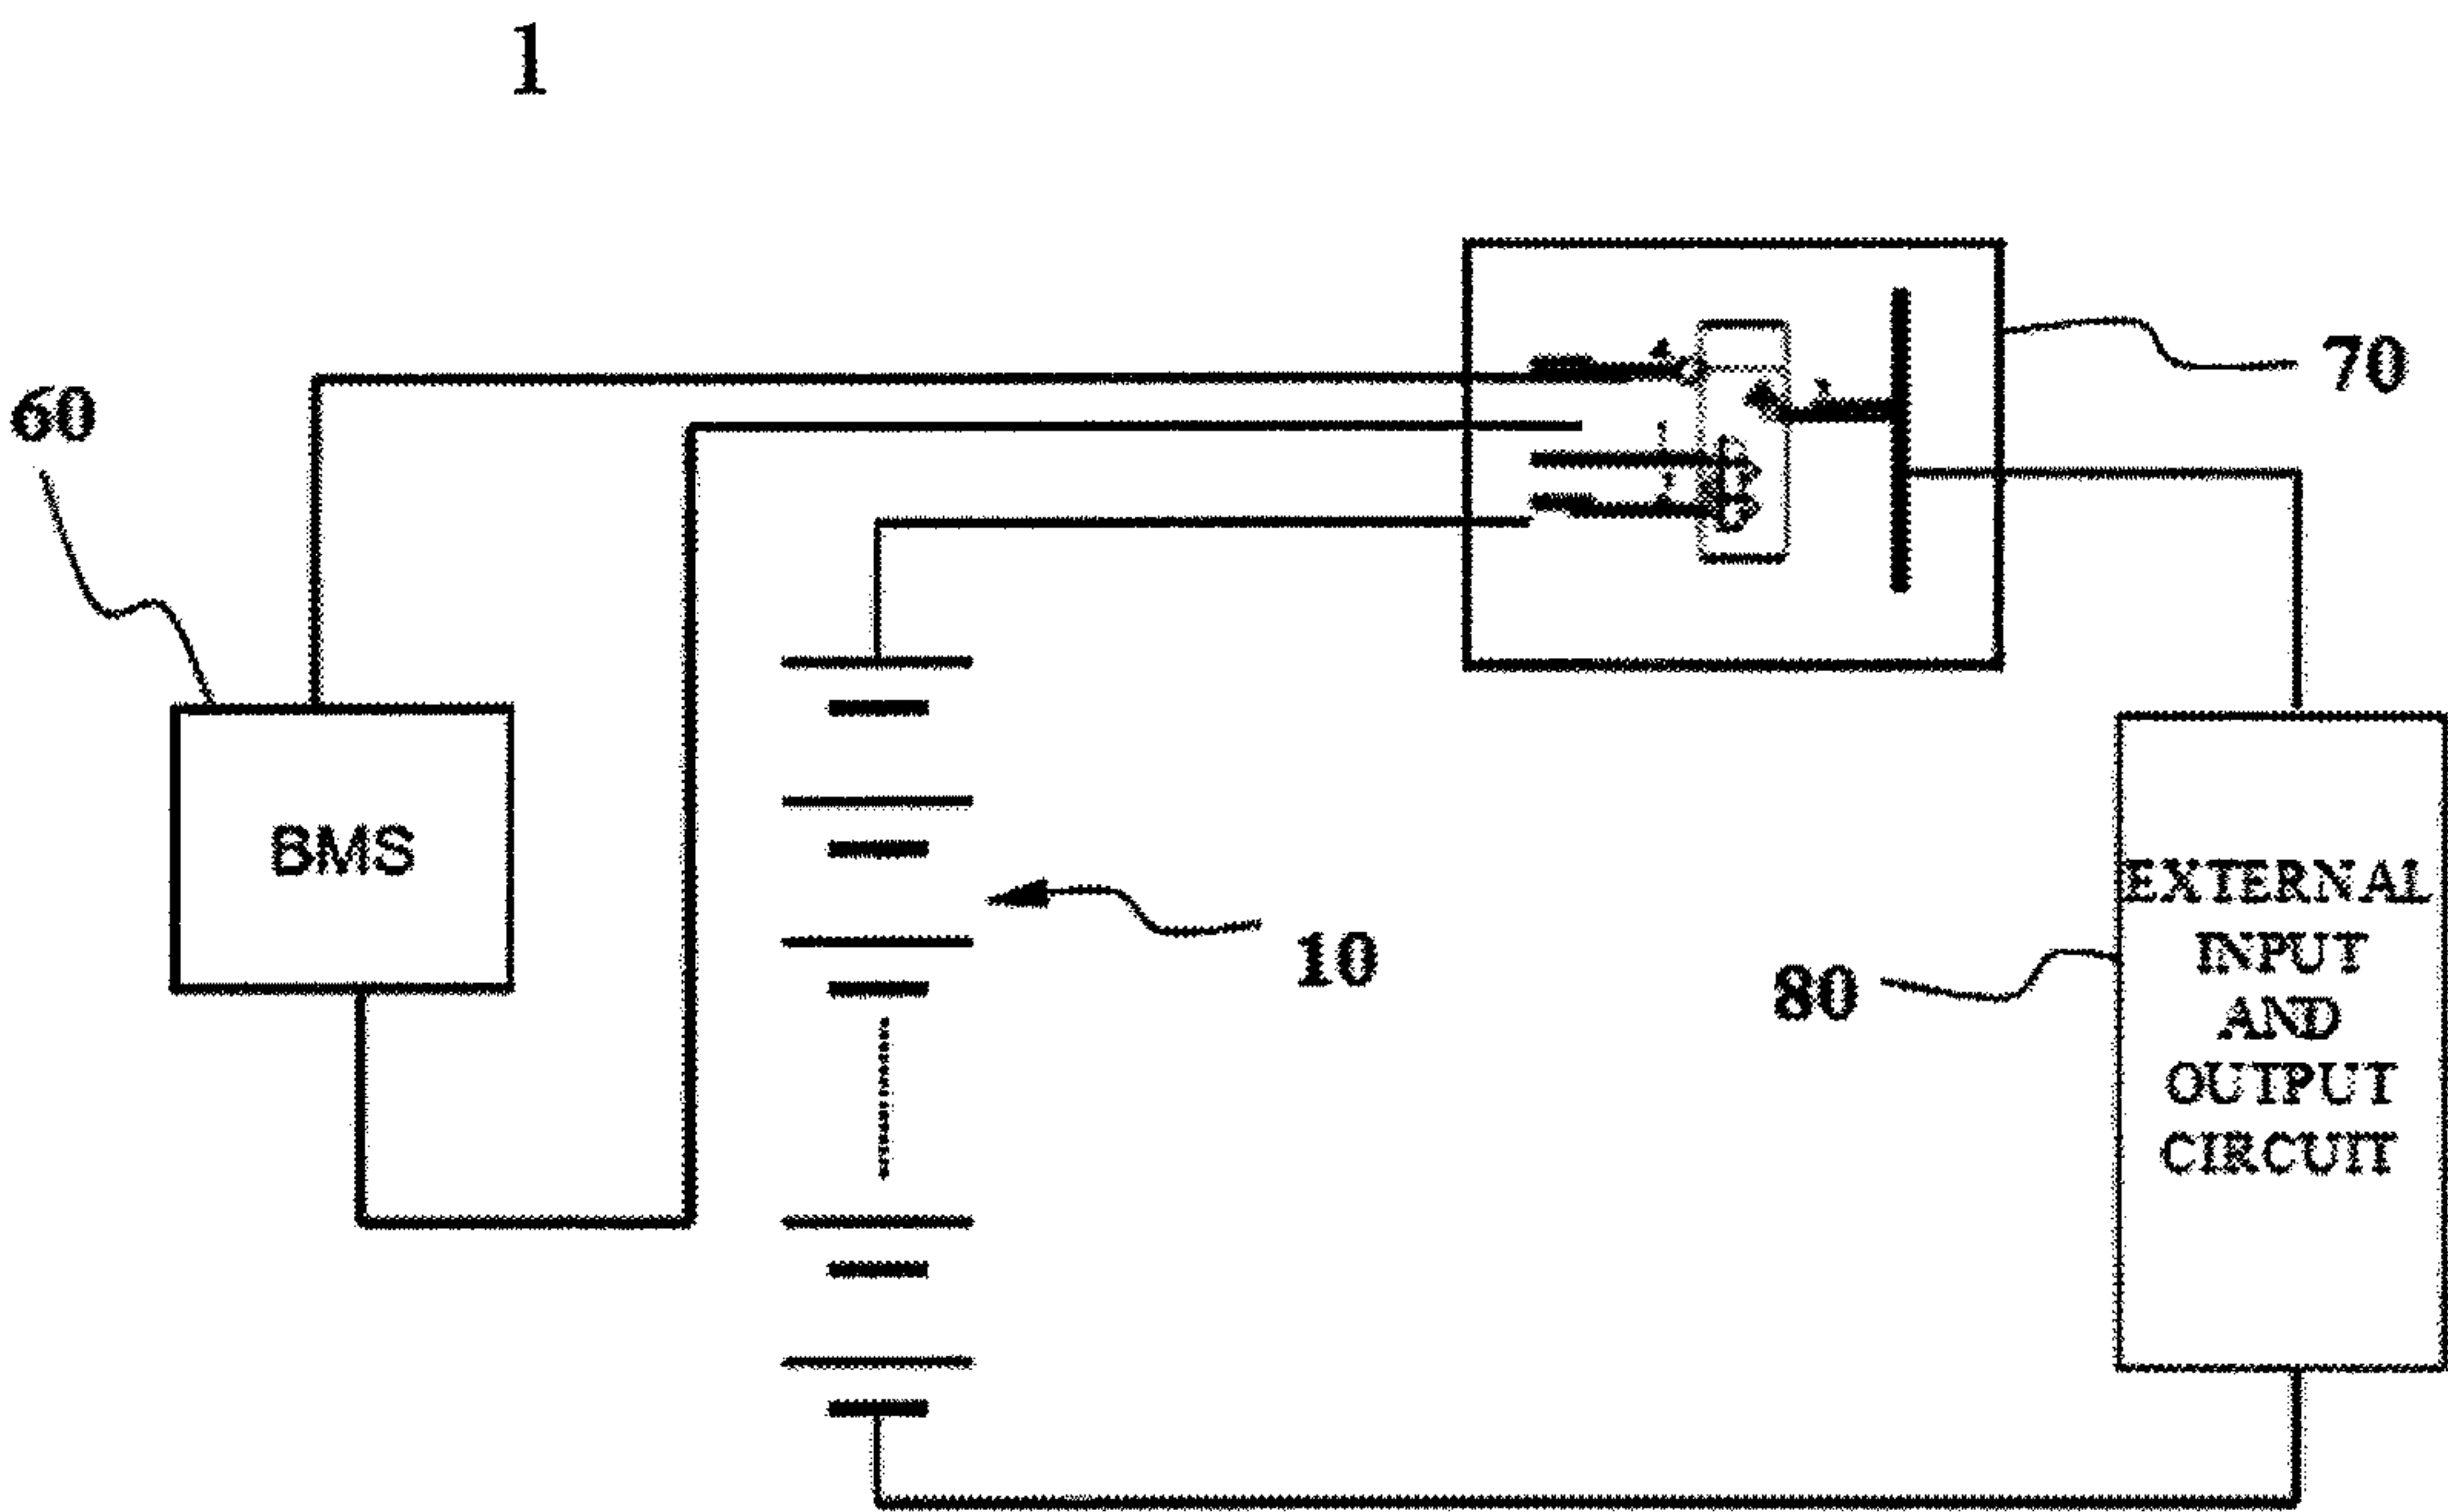 1
70
60
BMS
10
80
EXTERNAL
INPUT
AND
OUTPUT
CIRCUIT